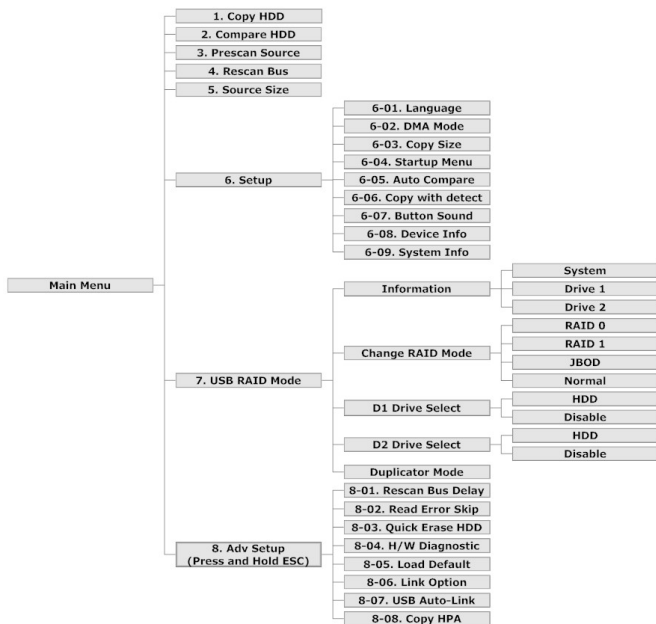 1. Copy HDD
2. Compare HDD
3. Prescan Source
4. Rescan Bus
5. Source Size
6-01. Language
6-02. DMA Mode
6-03. Copy Size
6-04. Startup Menu
6. Setup
6-05. Auto Compare
6-06. Copy with detect
6-07. Button Sound
6-08. Device Info
6-09. System Info
Main Menu
System
Information
Drive 1
Drive 2
RAID 0
RAID 1
Change RAID Mode
JBOD
7. USB RAID Mode
Normal
HDD
D1 Drive Select
Disable
HDD
D2 Drive Select
Disable
Duplicator Mode
8-01. Rescan Bus Delay
8-02. Read Error Skip
8-03. Quick Erase HDD
8. Adv Setup
(Press and Hold ESC)
8-04. H/W Diagnostic
8-05. Load Default
8-06. Link Option
8-07. USB Auto-Link
8-08. Copy HPA